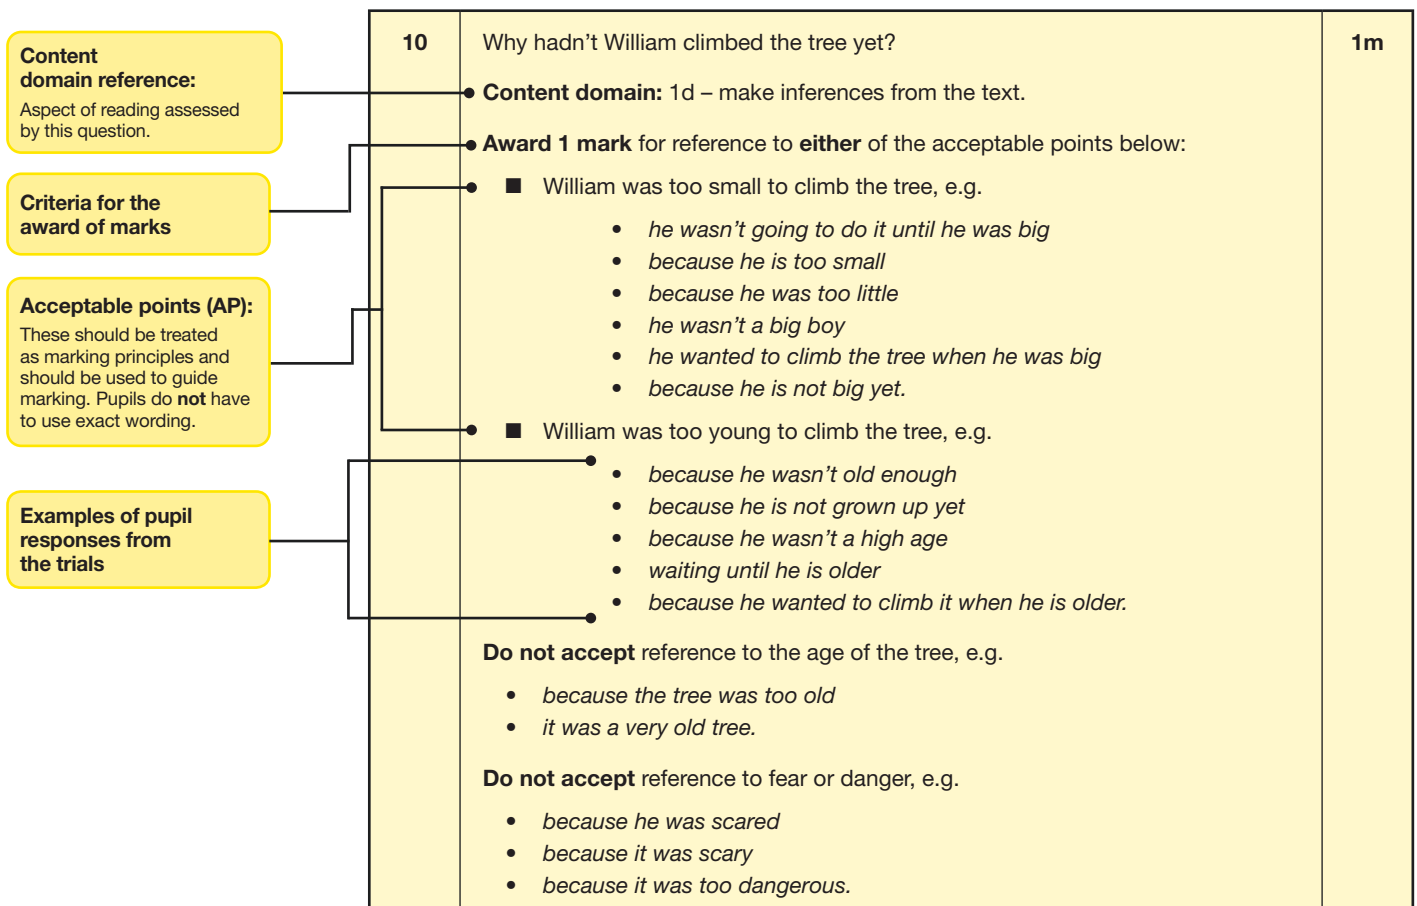 Content
domain reference:
Aspect of reading assessed
by this question.
Criteria for the
award of marks
Acceptable points (AP):
These should be treated
as marking principles and
should be used to guide
marking. Pupils do not have
to use exact wording.
Examples of pupil
responses from
the trials
10 Why hadn’t William climbed the tree yet? 1m
Content domain: 1d – make inferences from the text.
Award 1 mark for reference to either of the acceptable points below:
■ William was too small to climb the tree, e.g.
• he wasn’t going to do it until he was big
• because he is too small
• because he was too little
• he wasn’t a big boy
• he wanted to climb the tree when he was big
• because he is not big yet.
■ William was too young to climb the tree, e.g.
• because he wasn’t old enough
• because he is not grown up yet
• because he wasn’t a high age
• waiting until he is older
• because he wanted to climb it when he is older.
Do not accept reference to the age of the tree, e.g.
• because the tree was too old
• it was a very old tree.
Do not accept reference to fear or danger, e.g.
• because he was scared
• because it was scary
• because it was too dangerous.